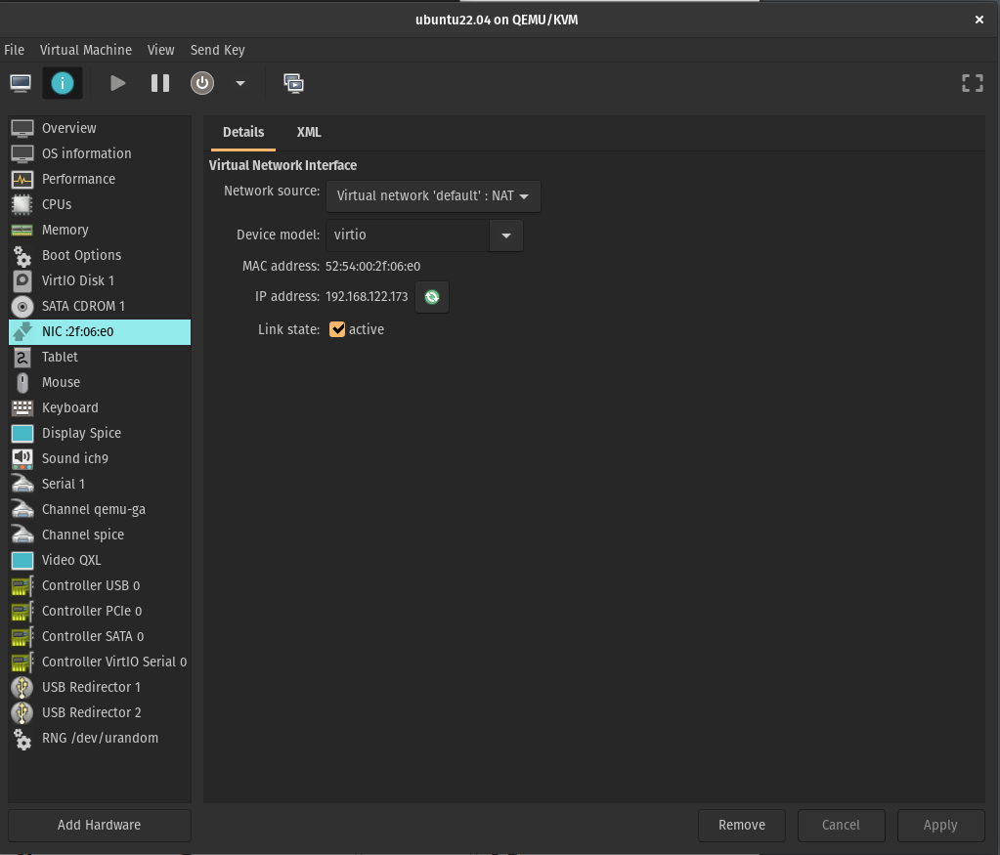 ubuntu22.04 on QEMU/KVM
File Virtual Machine View Send Key
Overview
OS information
Performance
CPUs
Memory
Boot Options
VirtIO Disk 1
SATA CDROM 1
NIC :2f:06:e0
Tablet
Mouse
Keyboard
Display Spice
Sound ich9
Serial 1
Channel qemu-ga
Channel spice
Video QXL
Controller USB 0
Controller PCIe 0
Controller SATA 0
Controller VirtIO Serial 0
USB Redirector 1
USB Redirector 2
RNG /dev/urandom
Add Hardware
Details XML
Virtual Network Interface
Network source: Virtual network 'default' : NAT
Device model: virtio
MAC address: 52:54:00:2f:06:e0
IP address: 192.168.122.173
Link state: active
Remove Cancel Apply